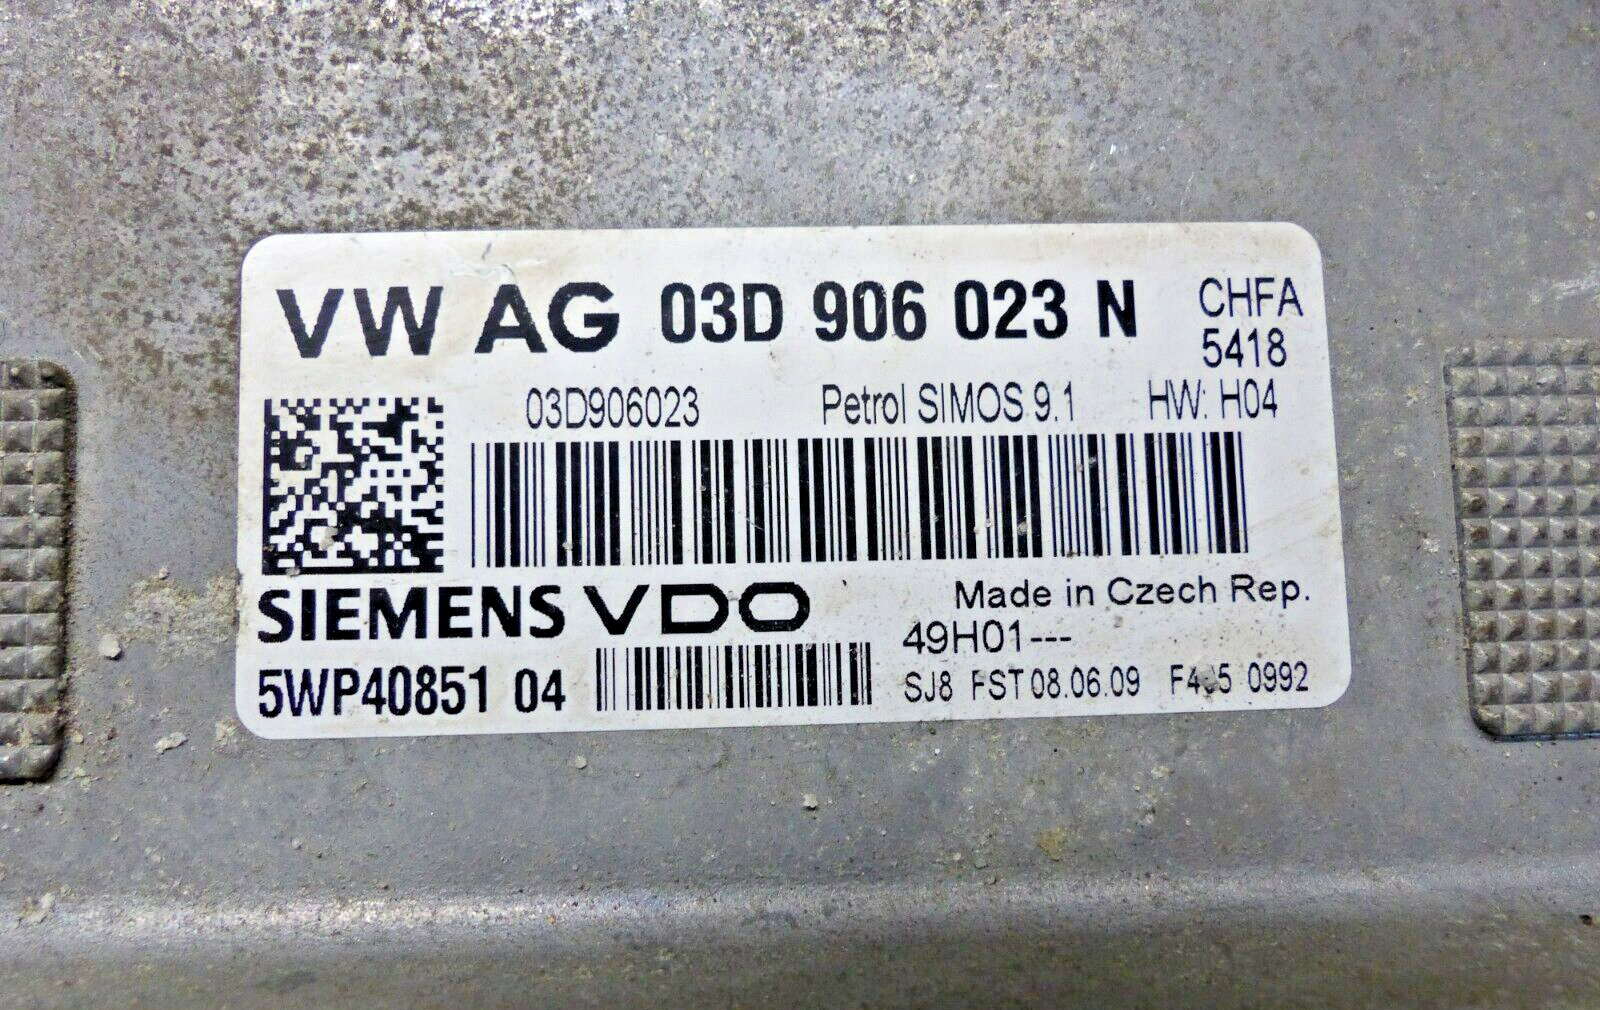 VW AG 03D 906 023 N
CHFA
5418
03D906023 Petrol SIMOS 9.1 HW: H04
SIEMENS VDO
Made in Czech Rep.
49H01---
5WP40851 04
SJ8 FST 08.06.09 0992